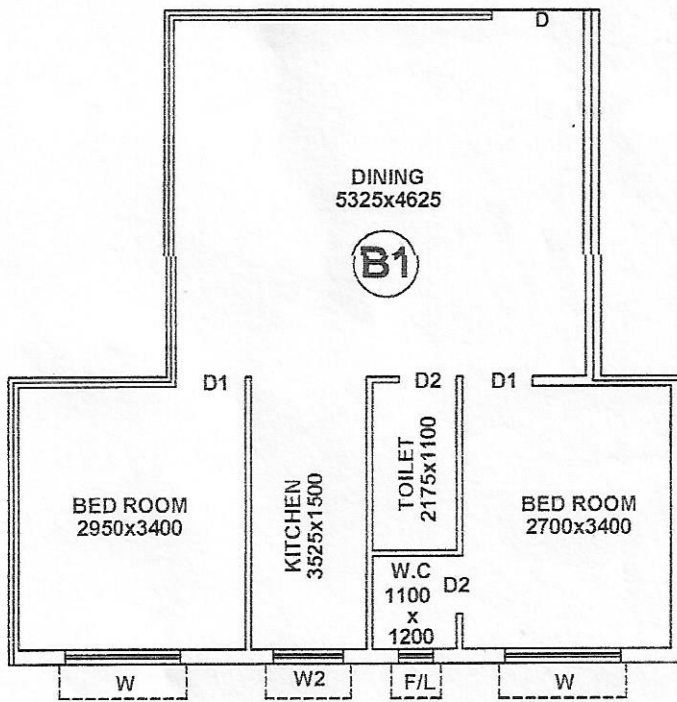 D
DINING
5325x4625
B1
D1
D2
D1
BED ROOM
2950x3400
KITCHEN
3525x1500
TOILET
2175x1100
BED ROOM
2700x3400
W.C
1100
x
1200
D2
W
W2
F/L
W